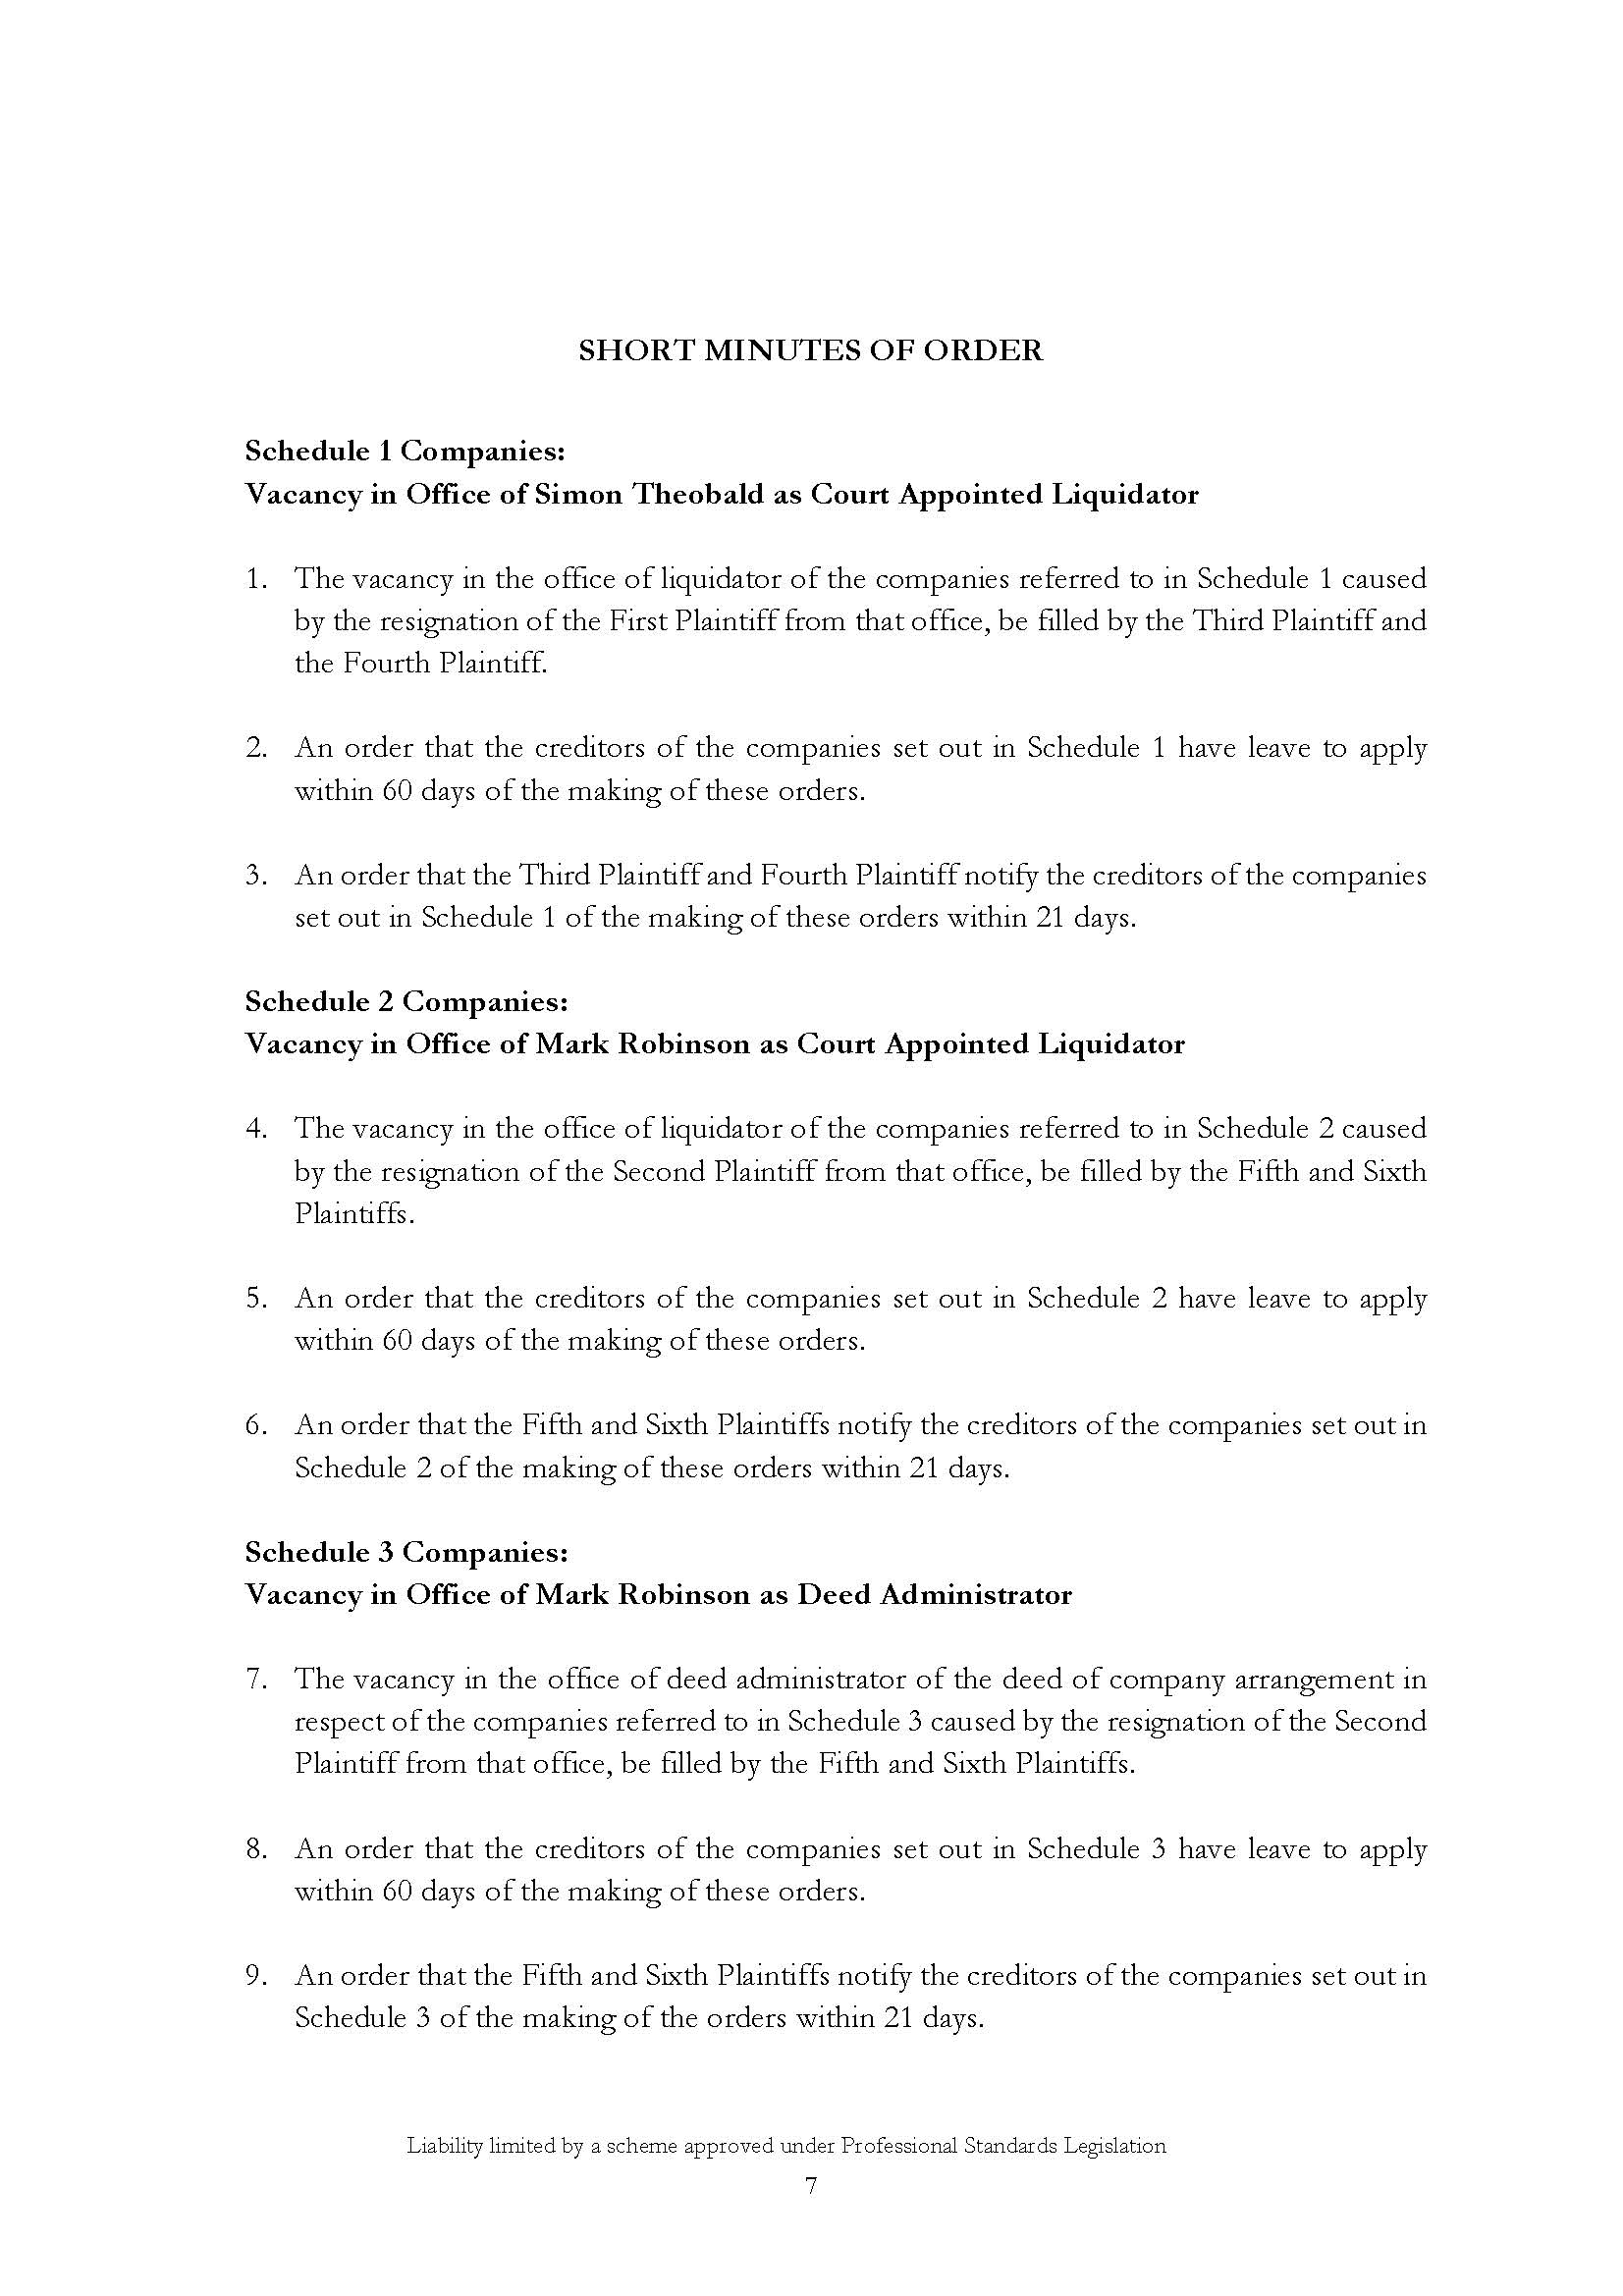 SHORT MINUTES OF ORDER
Schedule 1 Companies:
Vacancy in Office of Simon Theobald as Court Appointed Liquidator
1. The vacancy in the office of liquidator of the companies referred to in Schedule 1 caused
by the resignation of the First Plaintiff from that office, be filled by the Third Plaintiff and
the Fourth Plaintiff.
2. An order that the creditors of the companies set out in Schedule 1 have leave to apply
within 60 days of the making of these orders.
3. An order that the Third Plaintiff and Fourth Plaintiff notify the creditors of the companies
set out in Schedule 1 of the making of these orders within 21 days.
Schedule 2 Companies:
Vacancy in Office of Mark Robinson as Court Appointed Liquidator
4. The vacancy in the office of liquidator of the companies referred to in Schedule 2 caused
by the resignation of the Second Plaintiff from that office, be filled by the Fifth and Sixth
Plaintiffs.
5. An order that the creditors of the companies set out in Schedule 2 have leave to apply
within 60 days of the making of these orders.
6. An order that the Fifth and Sixth Plaintiffs notify the creditors of the companies set out in
Schedule 2 of the making of these orders within 21 days.
Schedule 3 Companies:
Vacancy in Office of Mark Robinson as Deed Administrator
7. The vacancy in the office of deed administrator of the deed of company arrangement in
respect of the companies referred to in Schedule 3 caused by the resignation of the Second
Plaintiff from that office, be filled by the Fifth and Sixth Plaintiffs.
8. An order that the creditors of the companies set out in Schedule 3 have leave to apply
within 60 days of the making of these orders.
9. An order that the Fifth and Sixth Plaintiffs notify the creditors of the companies set out in
Schedule 3 of the making of the orders within 21 days.
Liability limited by a scheme approved under Professional Standards Legislation
7